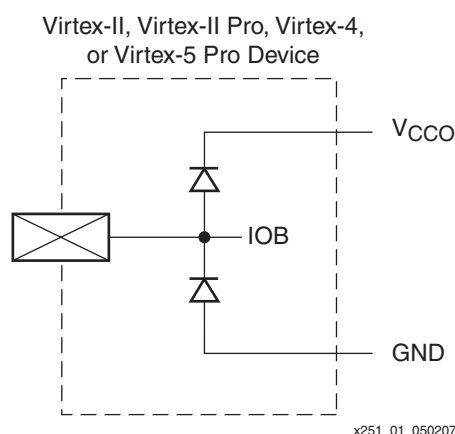 Virtex-II, Virtex-II Pro, Virtex-4,
or Virtex-5 Pro Device
VCCO
IOB
GND
x251_01_050207